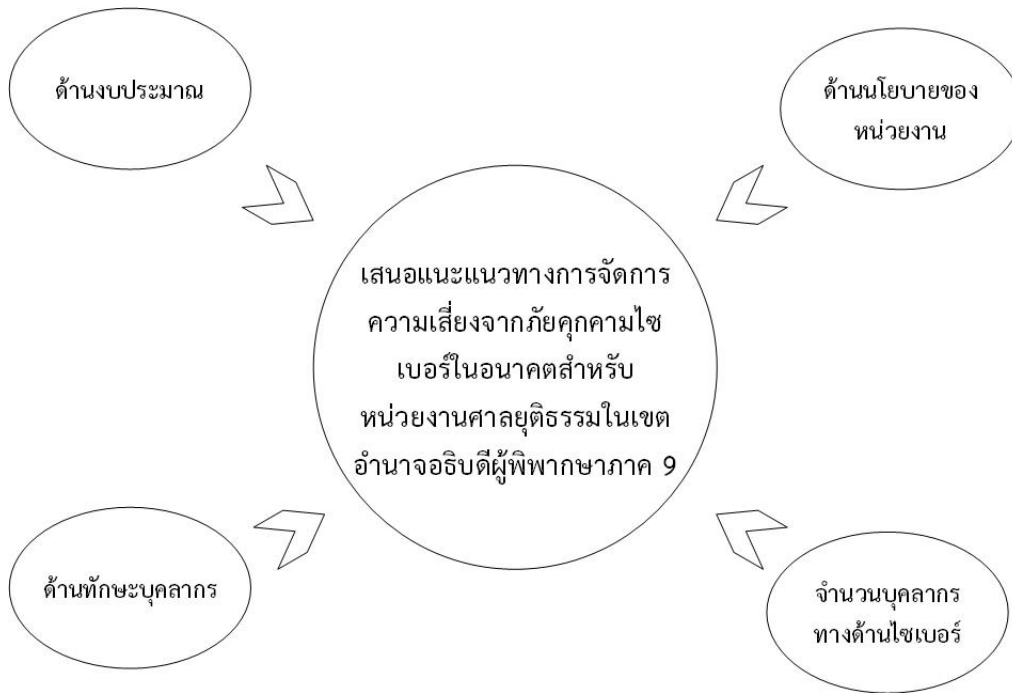 ด้านงบประมาณ
ด้านนโยบายของ
หน่วยงาน
เสนอแนะแนวทางการจัดการ
ความเสี่ยงจากภัยคุกคามไซ
เบอร์ในอนาคตสำหรับ
หน่วยงานศาลยุติธรรมในเขต
อำนาจอธิบดีผู้พิพากษาภาค 9
ด้านทักษะบุคลากร
จำนวนบุคลากร
ทางด้านไซเบอร์